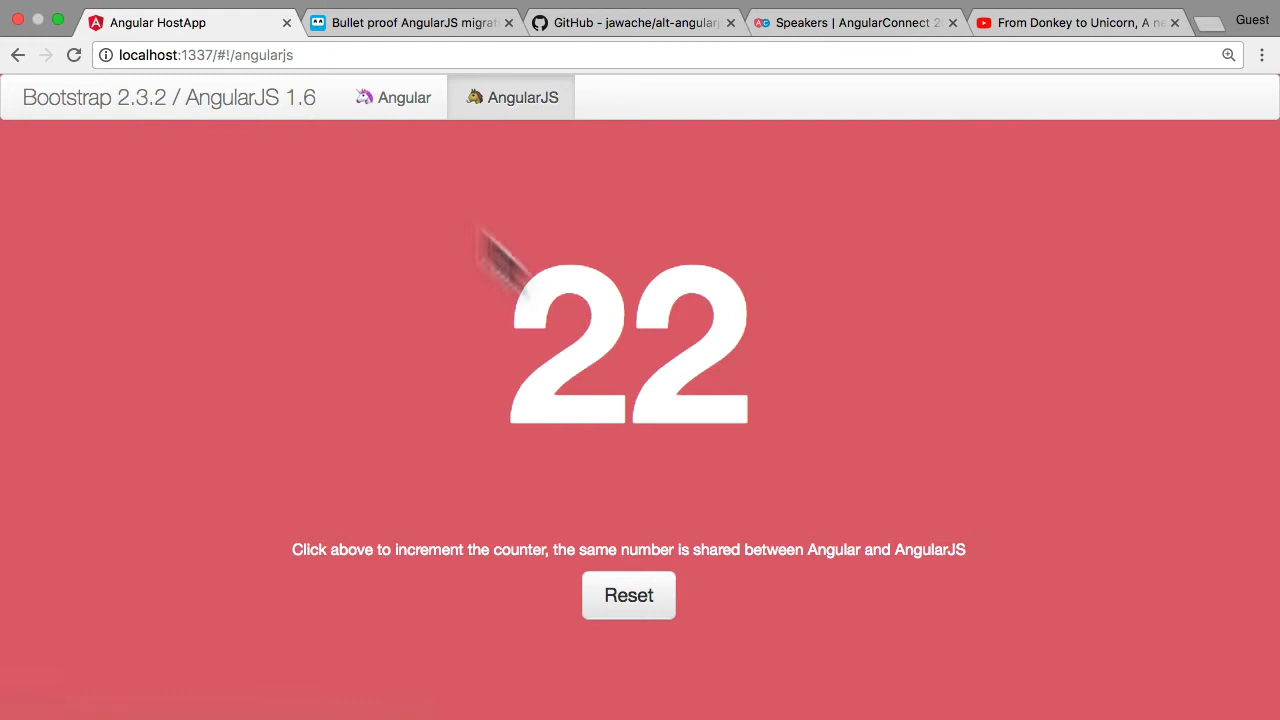 Angular HostApp
Bullet proof AngularJS migrat
GitHub - jawache/alt-angularj
Speakers | AngularConnect 20
From Donkey to Unicorn, A ne
Guest
localhost:1337/#!/angularjs
Bootstrap 2.3.2 / AngularJS 1.6
Angular
AngularJS
22
Click above to increment the counter, the same number is shared between Angular and AngularJS
Reset